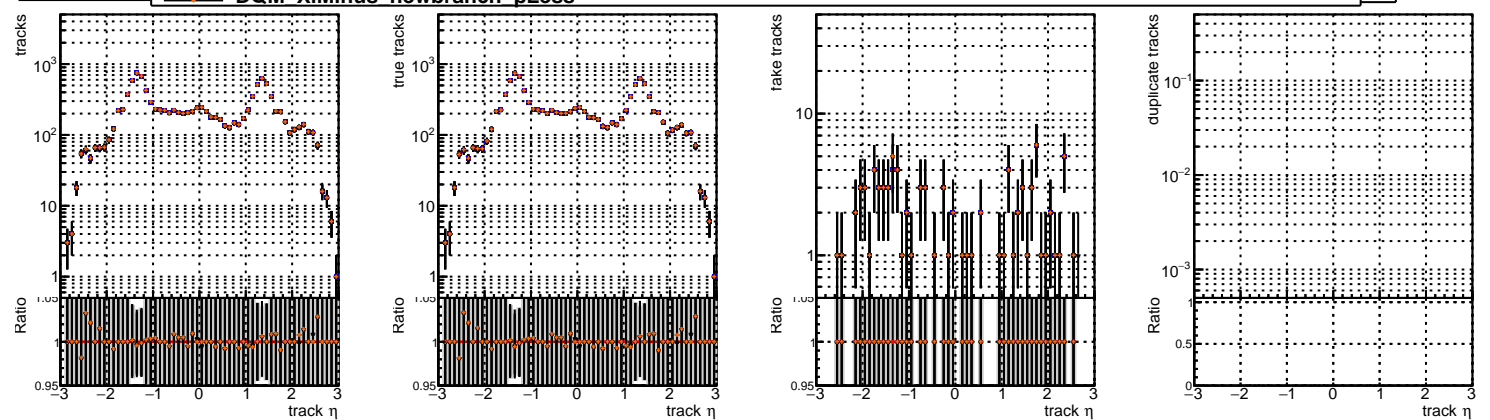 DQM XiMinus newbranch pLoss
tracks
10³
10²
10
1
1.05
Ratio
1
0.95
−3 −2 −1 0 1 2 3
track η
true tracks
10³
10²
10
1
1.05
Ratio
1
0.95
−3 −2 −1 0 1 2 3
track η
fake tracks
10
1
1.05
Ratio
1
0.95
−3 −2 −1 0 1 2 3
track η
duplicate tracks
10⁻¹
10⁻²
10⁻³
Ratio
1
0.5
0
−3 −2 −1 0 1 2 3
track η